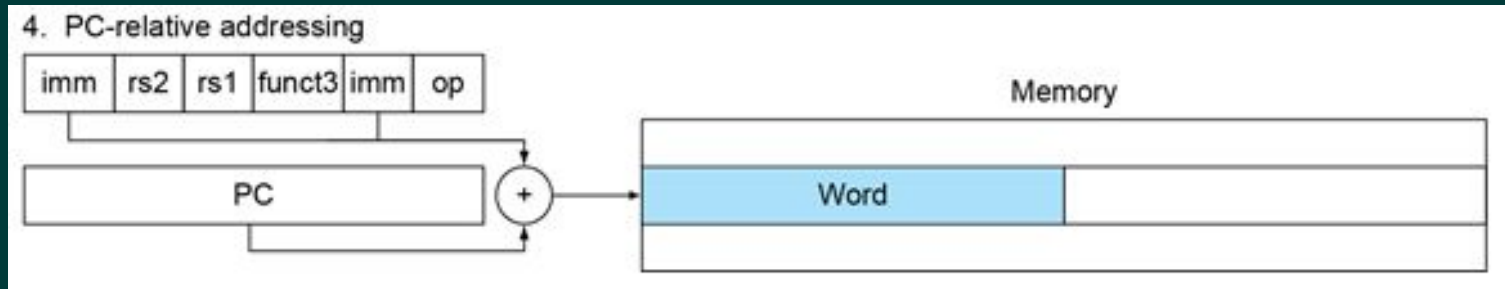 4. PC-relative addressing
imm rs2 rs1 funct3 imm op
Memory
PC + Word